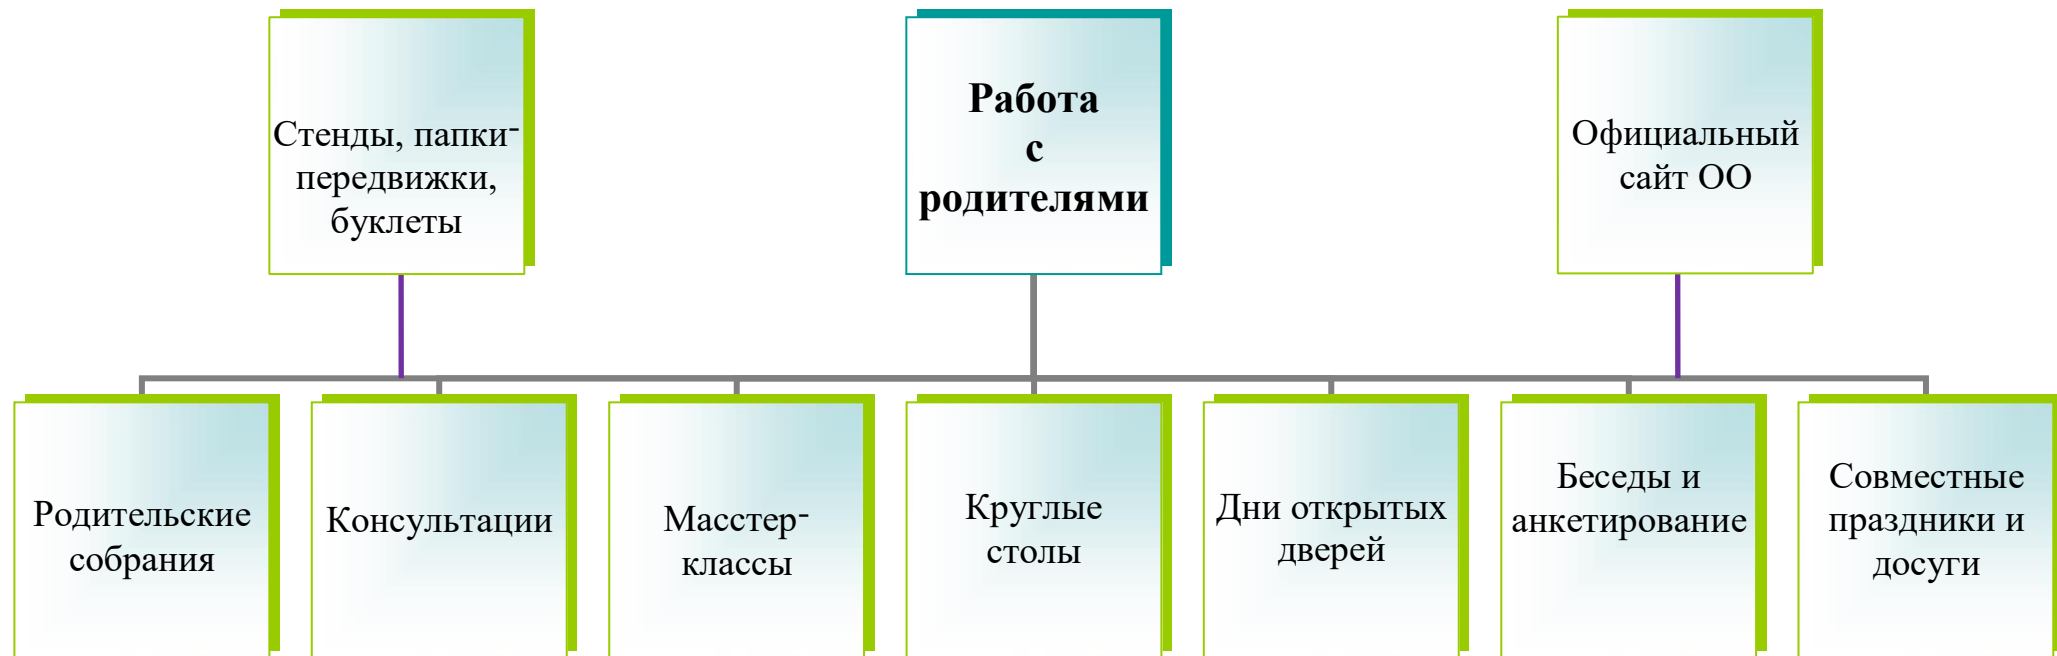 Стенды, папки-
передвижки,
буклеты
Работа
с
родителями
Официальный
сайт ОО
Родительские
собрания
Консультации
Масстер-
классы
Круглые
столы
Дни открытых
дверей
Беседы и
анкетирование
Совместные
праздники и
досуги